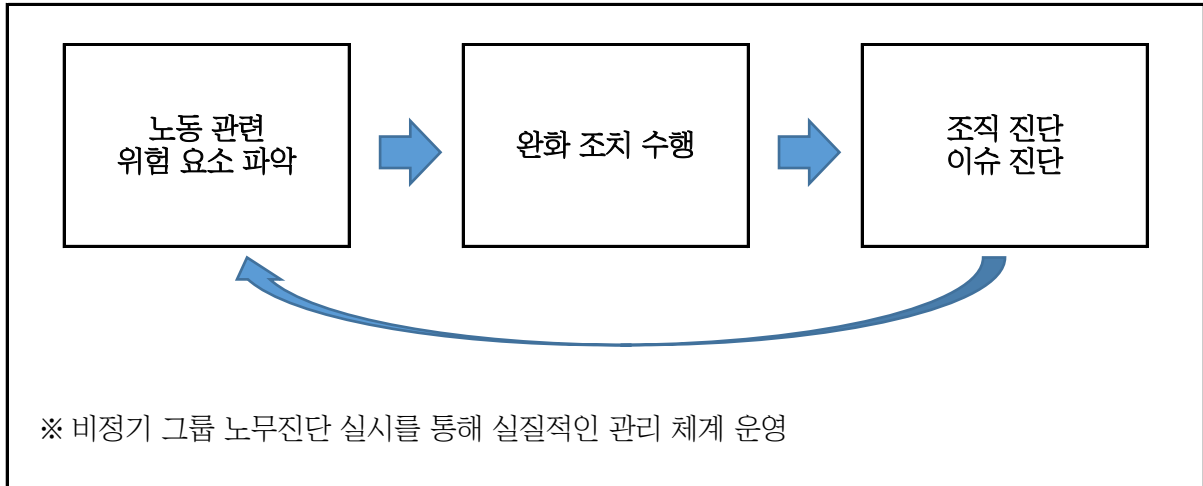 노동 관련
위험 요소 파악
완화 조치 수행
조직 진단
이슈 진단
※ 비정기 그룹 노무진단 실시를 통해 실질적인 관리 체계 운영